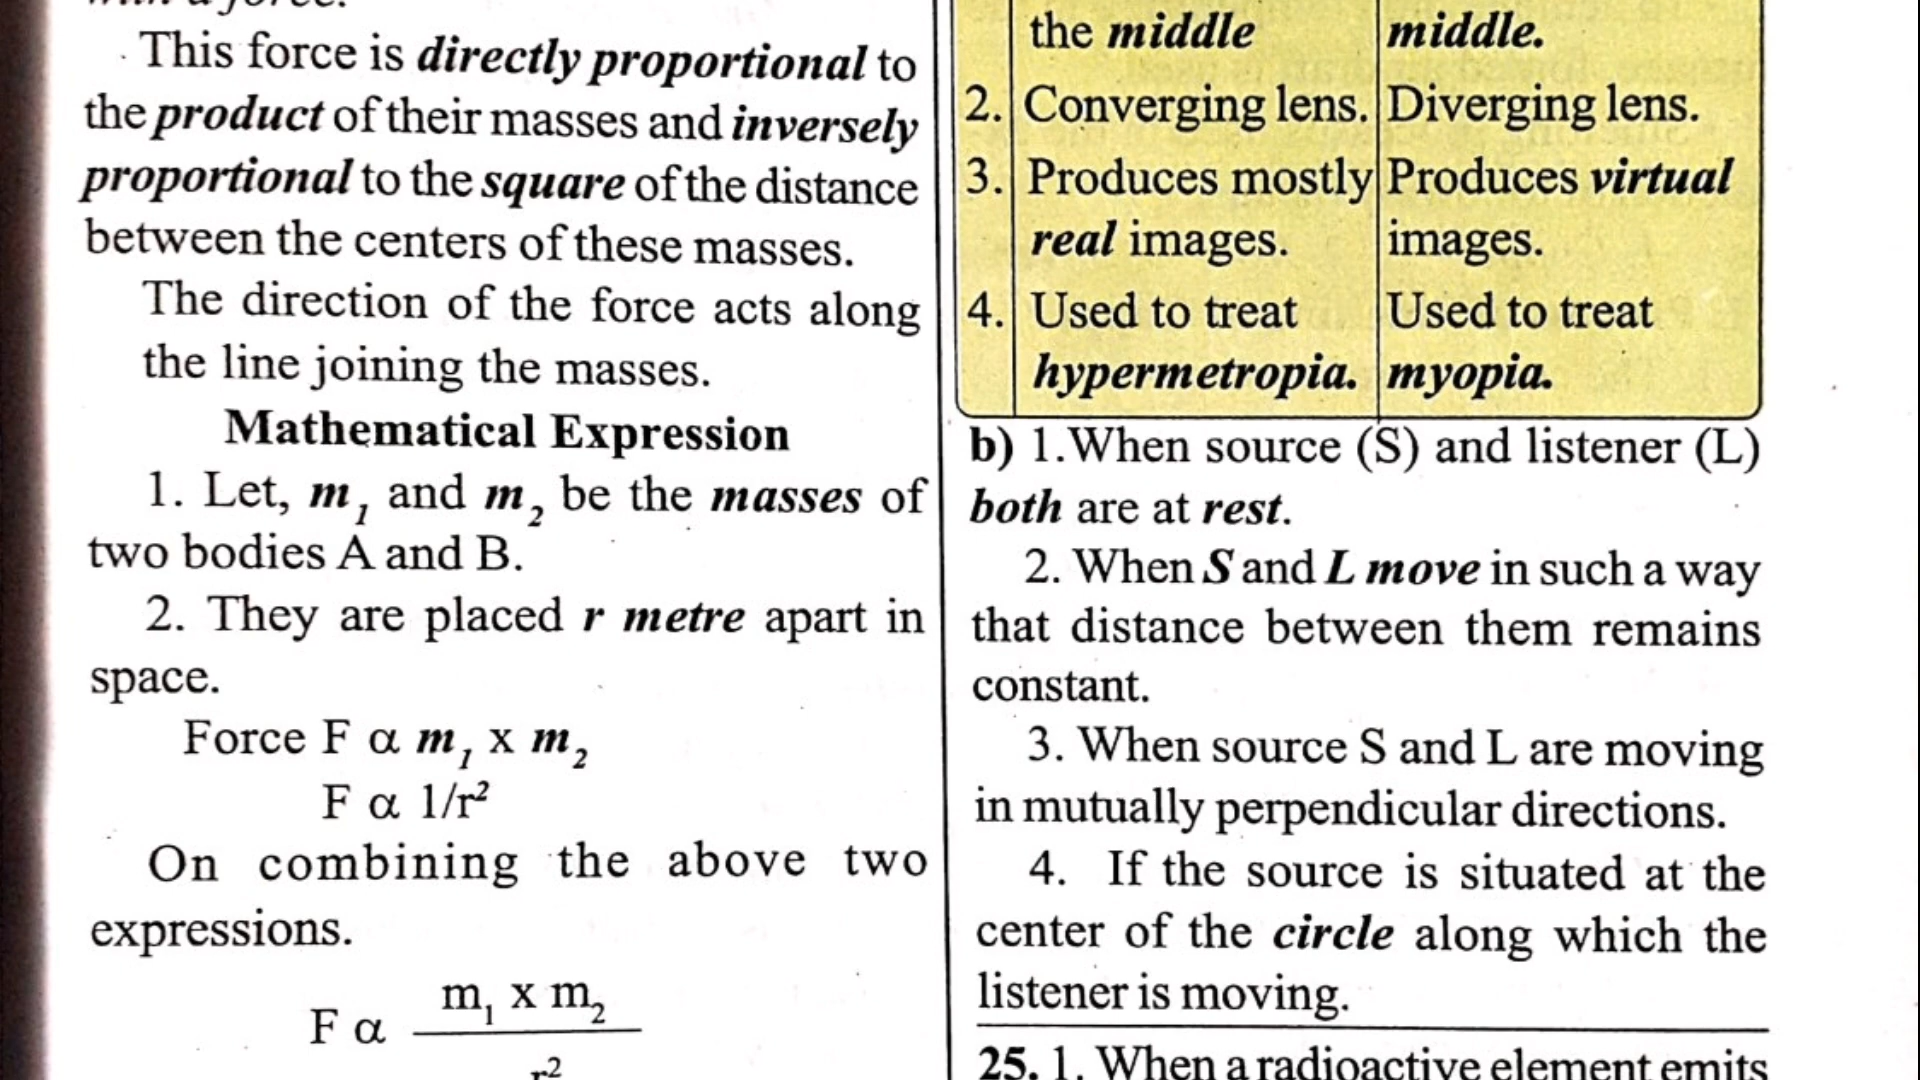 with a force.
This force is directly proportional to
the product of their masses and inversely
proportional to the square of the distance
between the centers of these masses.
The direction of the force acts along
the line joining the masses.
Mathematical Expression
1. Let, m₁ and m₂ be the masses of
two bodies A and B.
2. They are placed r metre apart in
space.
Force F α m₁ x m₂
F α 1/r²
On combining the above two
expressions.
F α m₁ x m₂
r²
the middle middle.
2. Converging lens. Diverging lens.
3. Produces mostly Produces virtual
real images. images.
4. Used to treat Used to treat
hypermetropia. myopia.
b) 1.When source (S) and listener (L)
both are at rest.
2. When S and L move in such a way
that distance between them remains
constant.
3. When source S and L are moving
in mutually perpendicular directions.
4. If the source is situated at the
center of the circle along which the
listener is moving.
25. 1. When a radioactive element emits